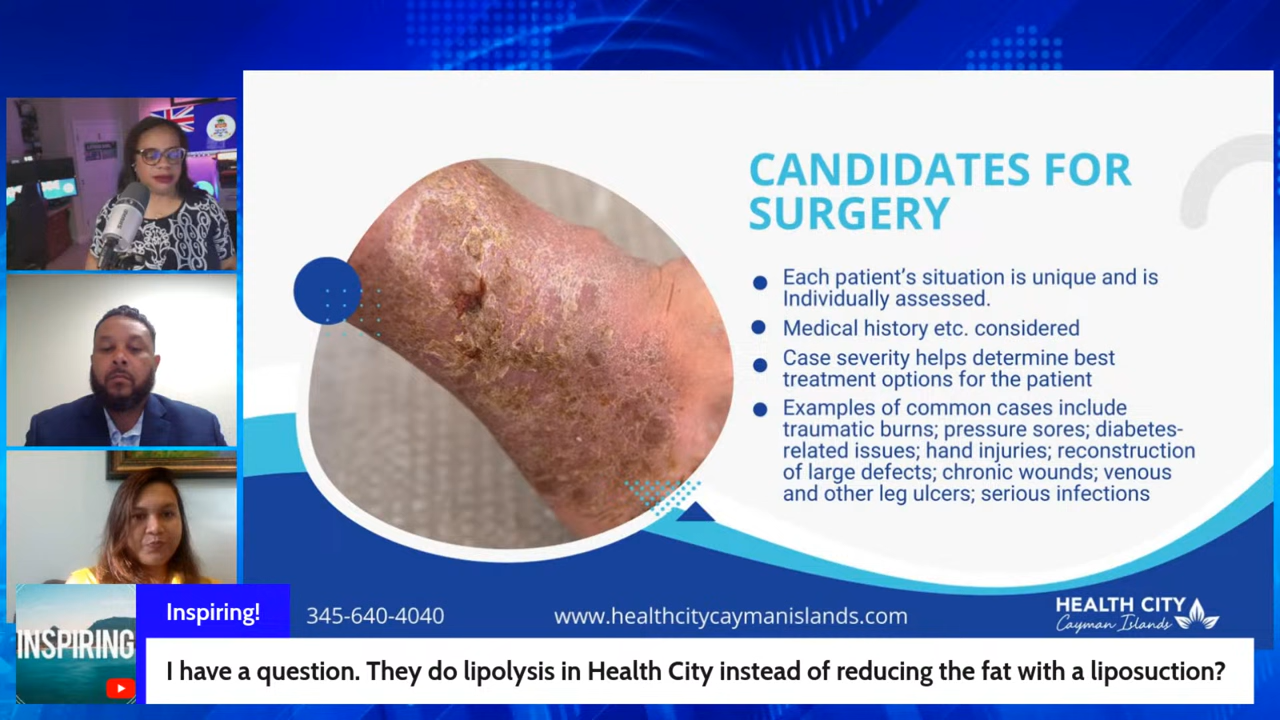 CANDIDATES FOR
SURGERY
Each patient's situation is unique and is
Individually assessed.
Medical history etc. considered
Case severity helps determine best
treatment options for the patient
Examples of common cases include
traumatic burns; pressure sores; diabetes-
related issues; hand injuries; reconstruction
of large defects; chronic wounds; venous
and other leg ulcers; serious infections
345-640-4040
www.healthcitycaymanislands.com
HEALTH CITY
Cayman Islands
INSPIRING
Inspiring!
I have a question. They do lipolysis in Health City instead of reducing the fat with a liposuction?